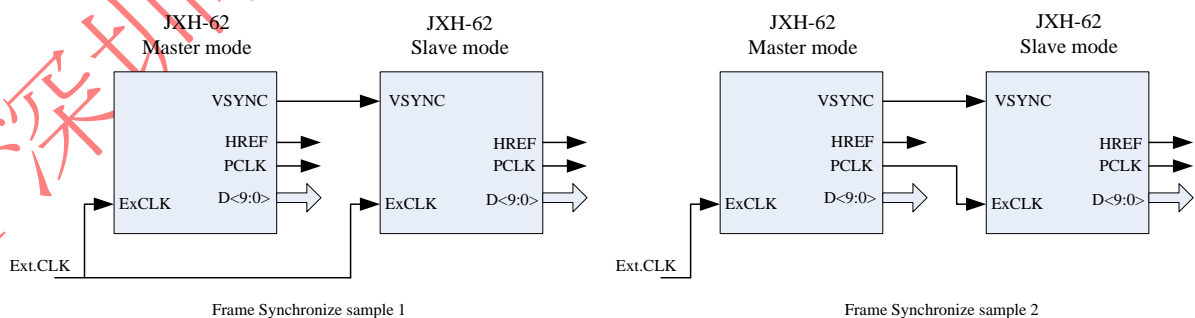 JXH-62
Master mode
JXH-62
Slave mode
VSYNC
HREF
PCLK
D<9:0>
ExCLK
VSYNC
HREF
PCLK
D<9:0>
ExCLK
Ext.CLK
Frame Synchronize sample 1
JXH-62
Master mode
JXH-62
Slave mode
VSYNC
HREF
PCLK
D<9:0>
ExCLK
VSYNC
HREF
PCLK
D<9:0>
ExCLK
Ext.CLK
Frame Synchronize sample 2
深圳